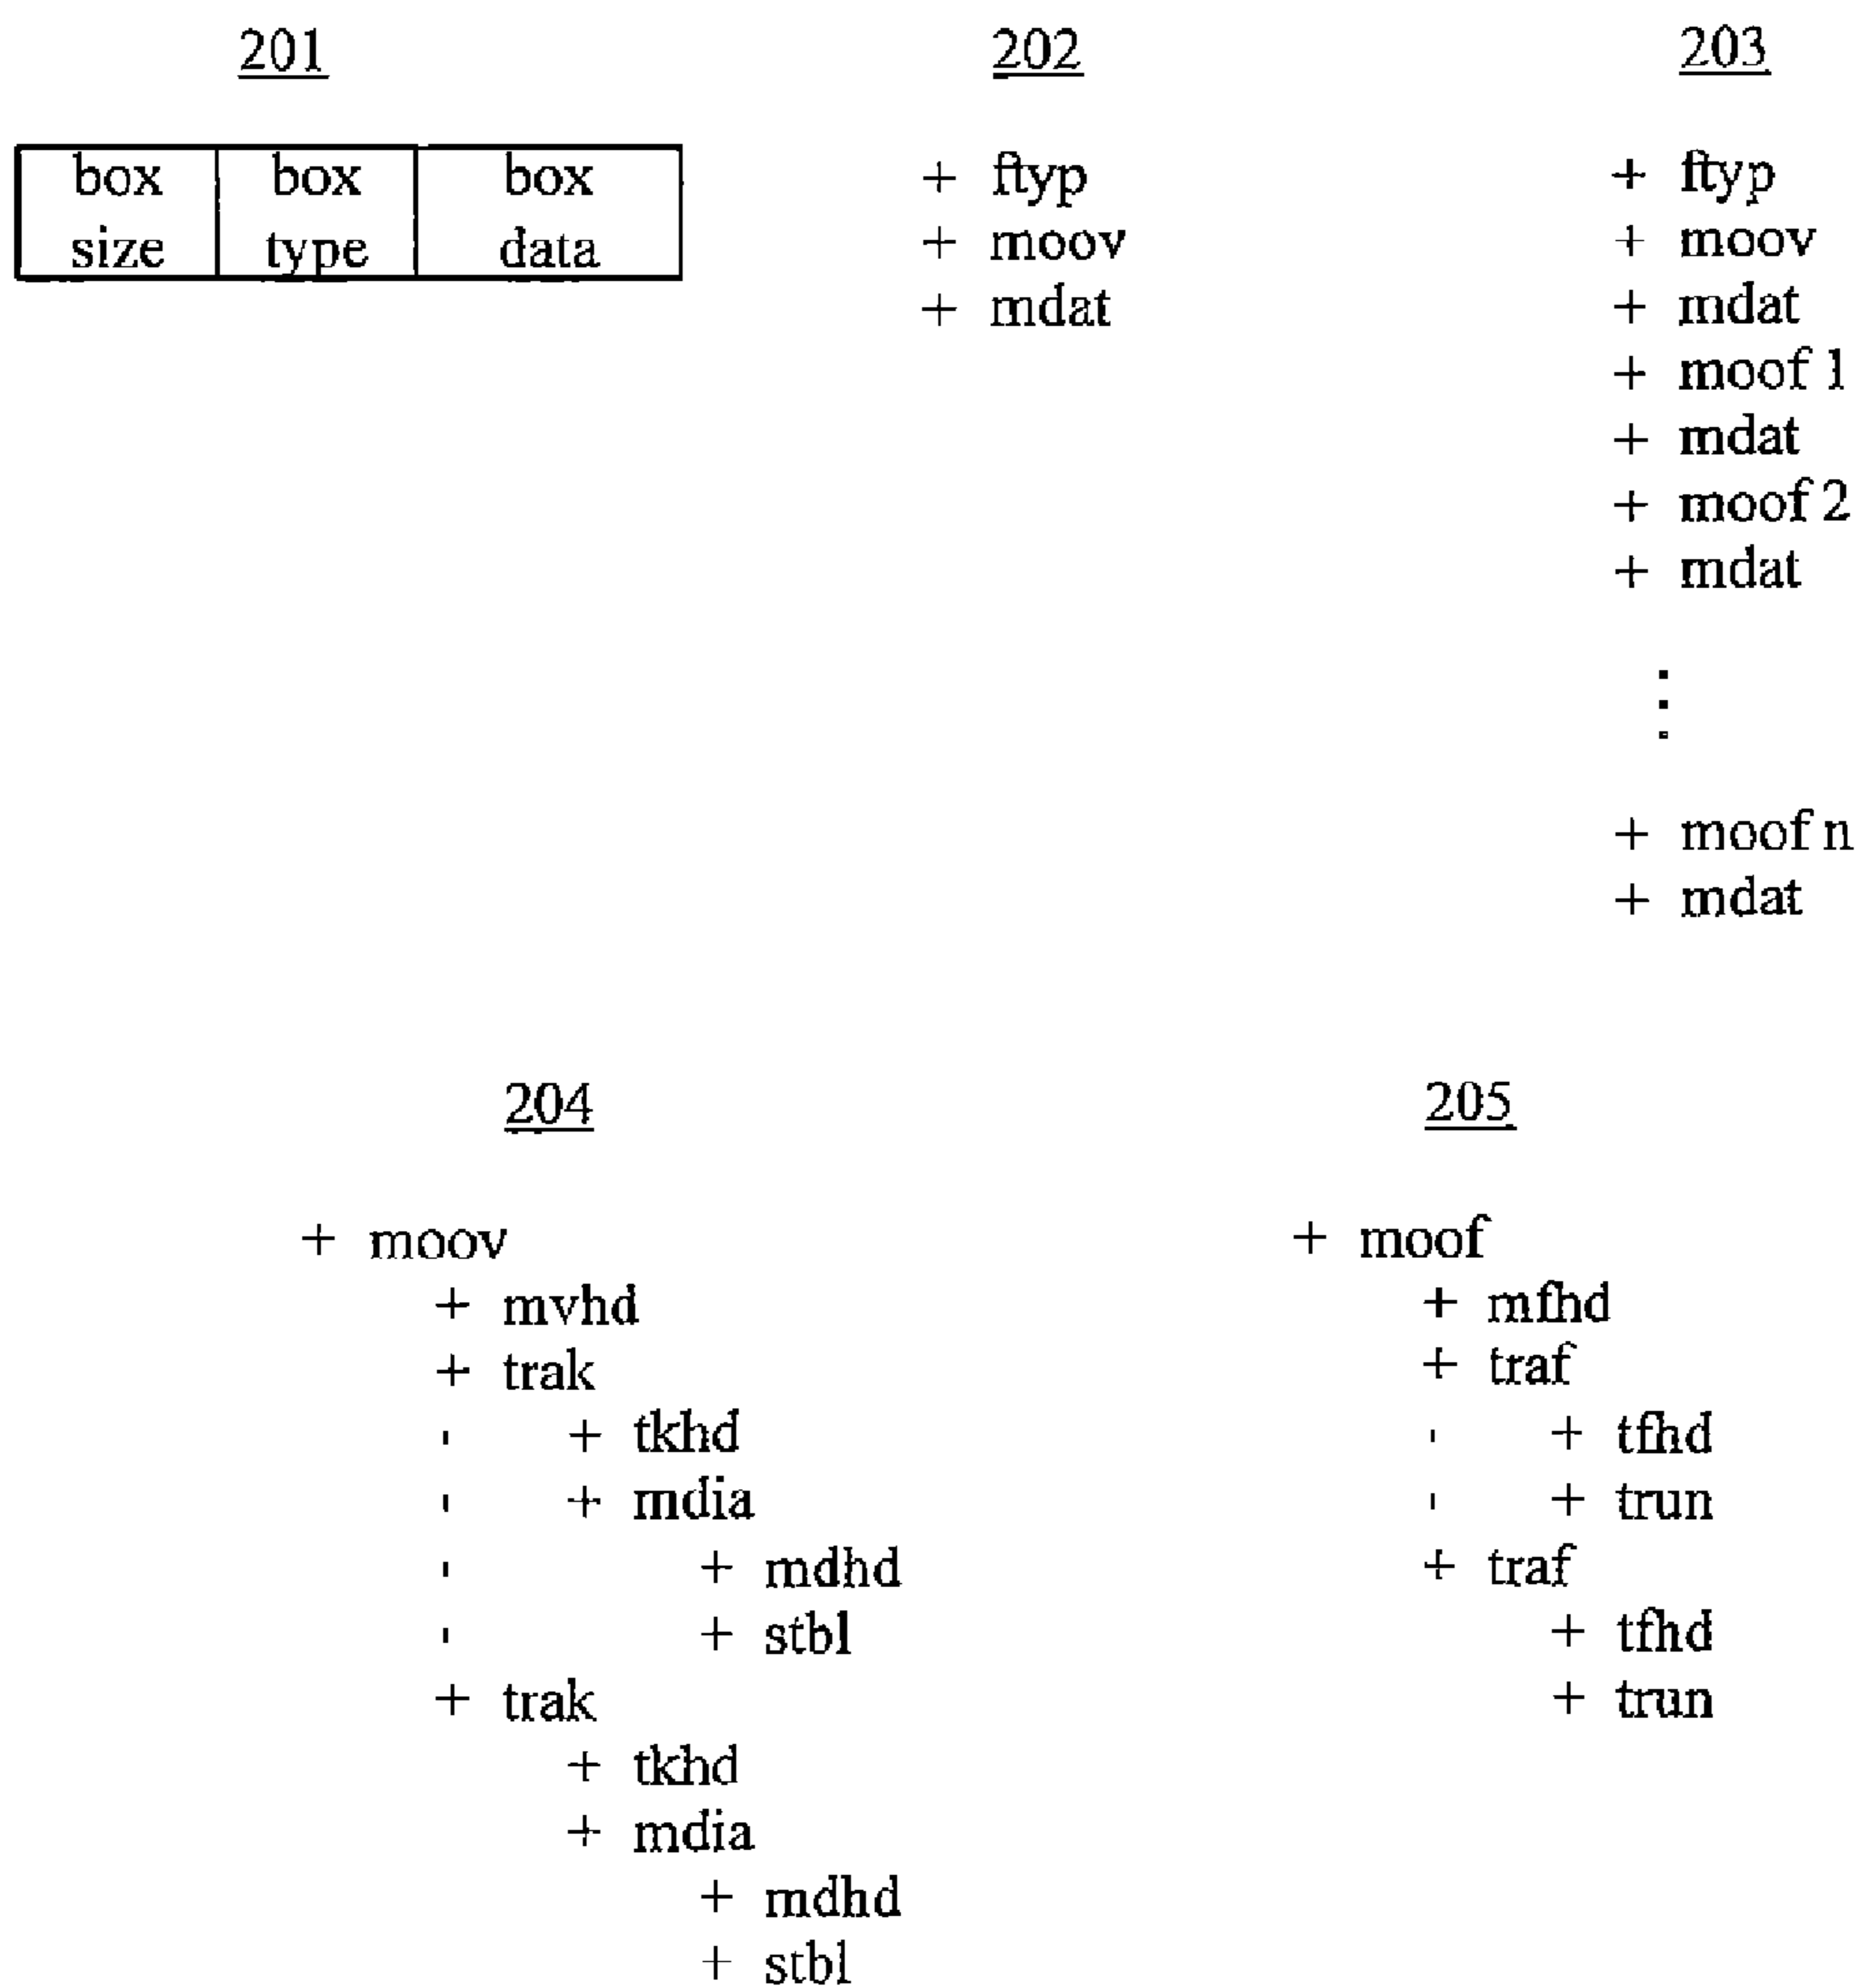 201
box box box
size type data
202
+ ftyp
+ moov
+ mdat
203
+ ftyp
+ moov
+ mdat
+ moof 1
+ mdat
+ moof 2
+ mdat
⋮
+ moof n
+ mdat
204
+ moov
+ mvhd
+ trak
+ tkhd
+ mdia
+ mdhd
+ stbl
+ trak
+ tkhd
+ mdia
+ mdhd
+ stbl
205
+ moof
+ mfhd
+ traf
+ tfhd
+ trun
+ traf
+ tfhd
+ trun